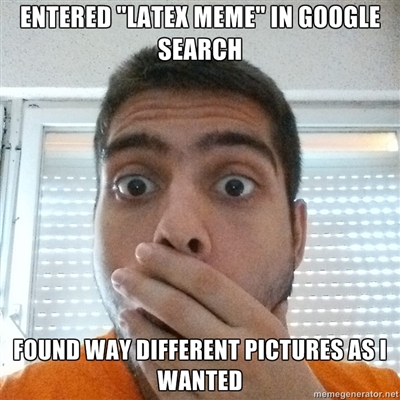 ENTERED "LATEX MEME" IN GOOGLE
SEARCH
FOUND WAY DIFFERENT PICTURES AS I
WANTED
memegenerator.net